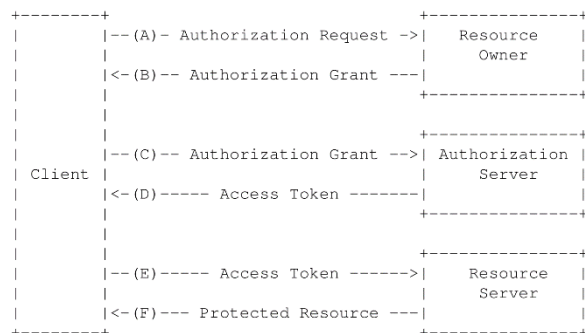 (A)- Authorization Request -> Resource
Owner
<-(B)-- Authorization Grant ---
(C)-- Authorization Grant --> Authorization
Client Server
<-(D)----- Access Token -------
(E)----- Access Token ------> Resource
Server
<-(F)--- Protected Resource ---